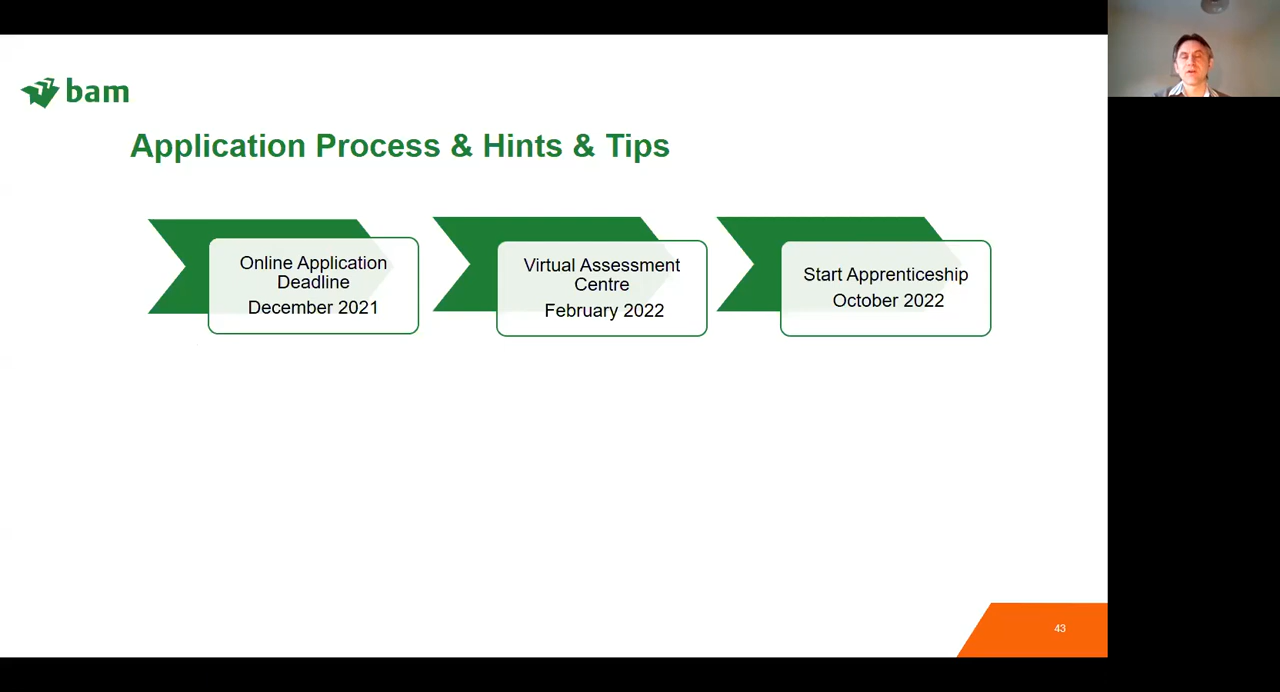 bam
Application Process & Hints & Tips
Online Application
Deadline
December 2021
Virtual Assessment
Centre
February 2022
Start Apprenticeship
October 2022
43